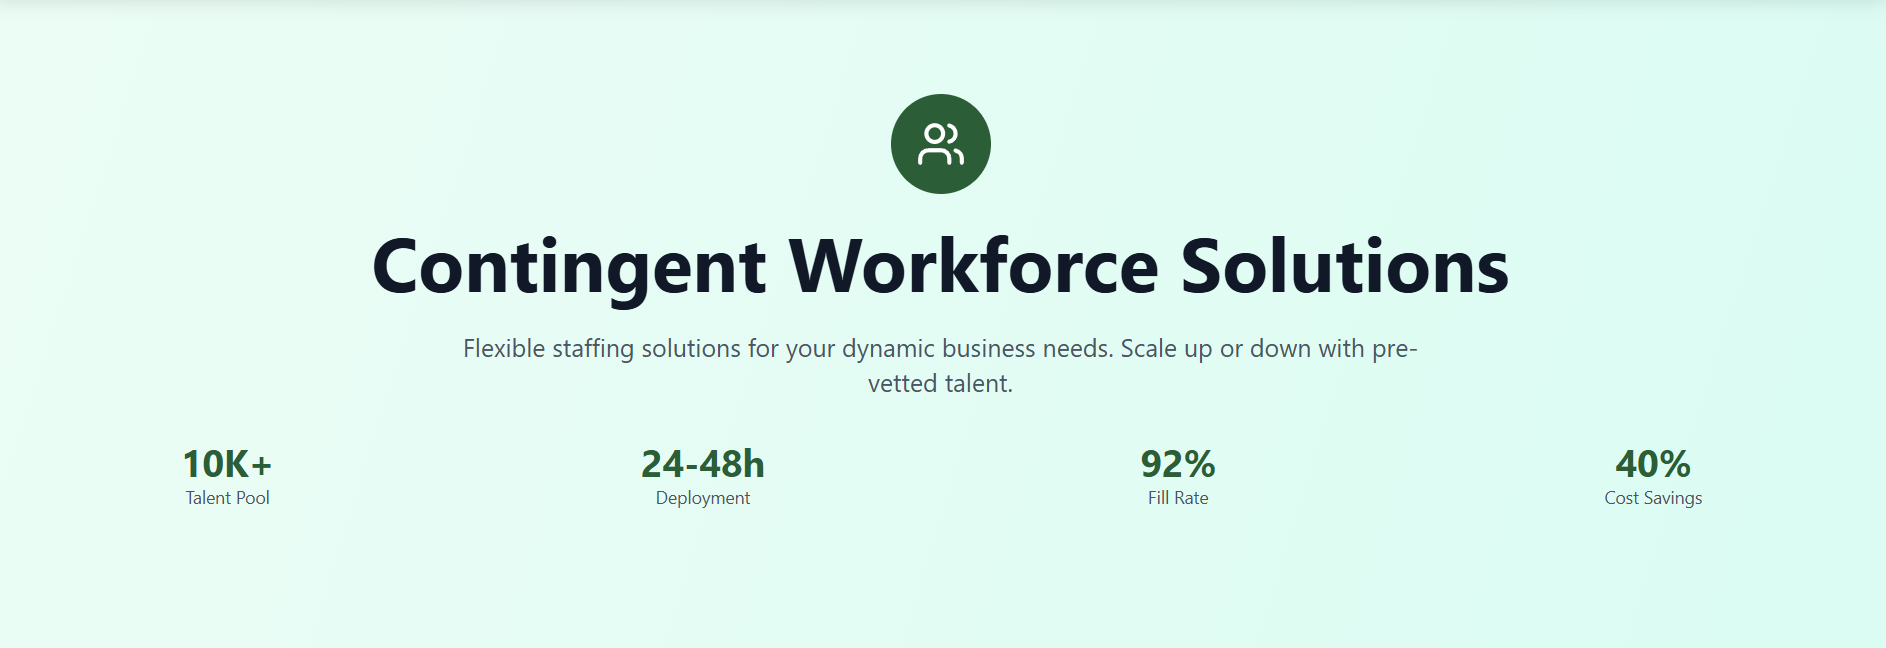 Contingent Workforce Solutions
Flexible staffing solutions for your dynamic business needs. Scale up or down with pre-
vetted talent.
10K+
Talent Pool
24-48h
Deployment
92%
Fill Rate
40%
Cost Savings